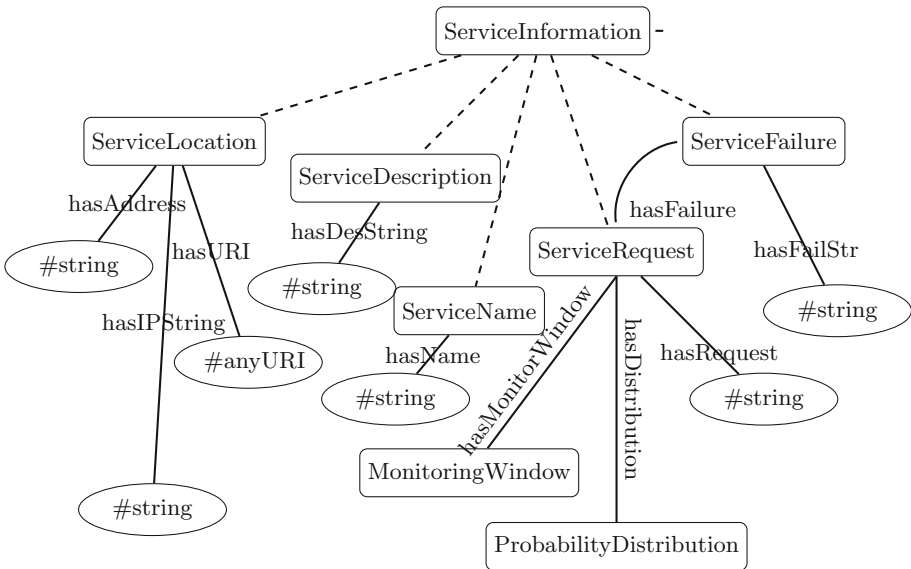 ServiceInformation -
ServiceLocation
ServiceFailure
ServiceDescription
hasAddress
hasFailure
hasDesString
hasURI
ServiceRequest
hasFailStr
#string
#string
ServiceName
#string
hasIPString
hasName
hasMonitorWindow
hasDistribution
hasRequest
#anyURI
#string
#string
MonitoringWindow
#string
ProbabilityDistribution